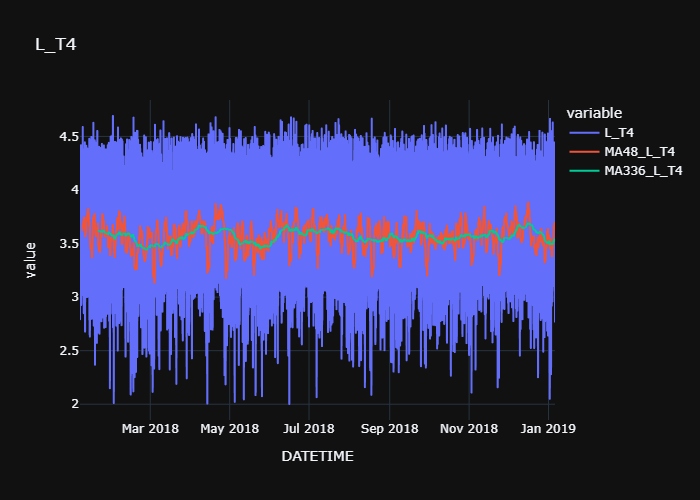 L_T4
variable
L_T4
MA48_L_T4
MA336_L_T4
value
4.5
4
3.5
3
2.5
2
Mar 2018 May 2018 Jul 2018 Sep 2018 Nov 2018 Jan 2019
DATETIME